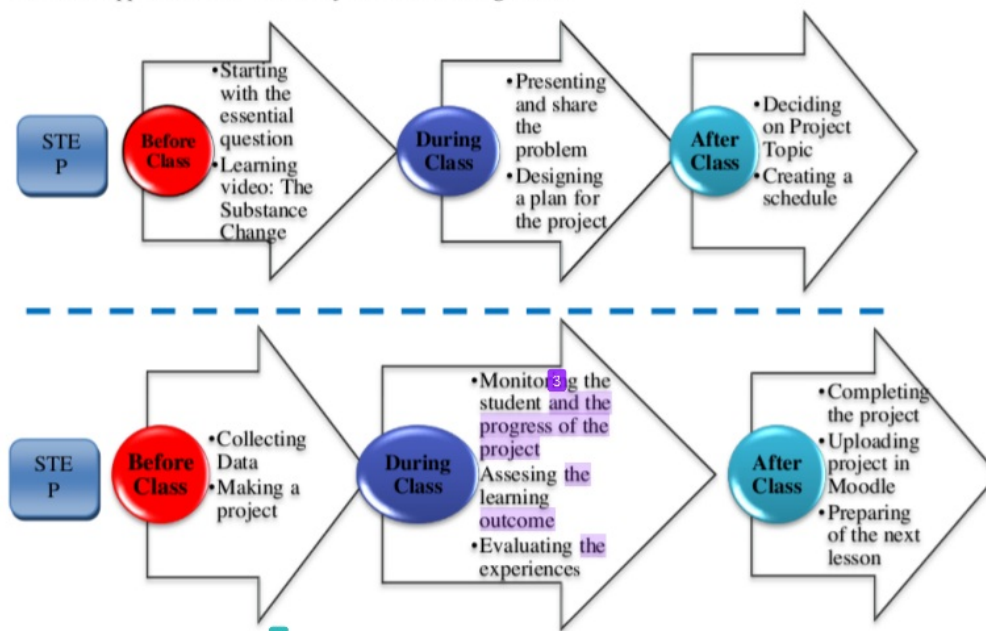 STE
P
Before
Class
•Starting
with the
essential
question
•Learning
video: The
Substance
Change
During
Class
•Presenting
and share
the
problem
•Designing
a plan for
the project
After
Class
•Deciding
on Project
Topic
•Creating a
schedule
STE
P
Before
Class
•Collecting
Data
•Making a
project
During
Class
•Monitoring the
student and the
progress of the
project
Assesing the
learning
outcome
•Evaluating the
experiences
3
After
Class
•Completing
the project
•Uploading
project in
Moodle
•Preparing
of the next
lesson